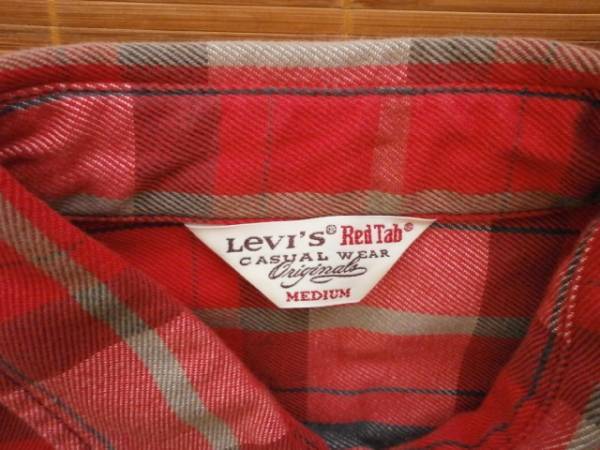 Levi's® Red Tab®
CASUAL WEAR
Originals
MEDIUM